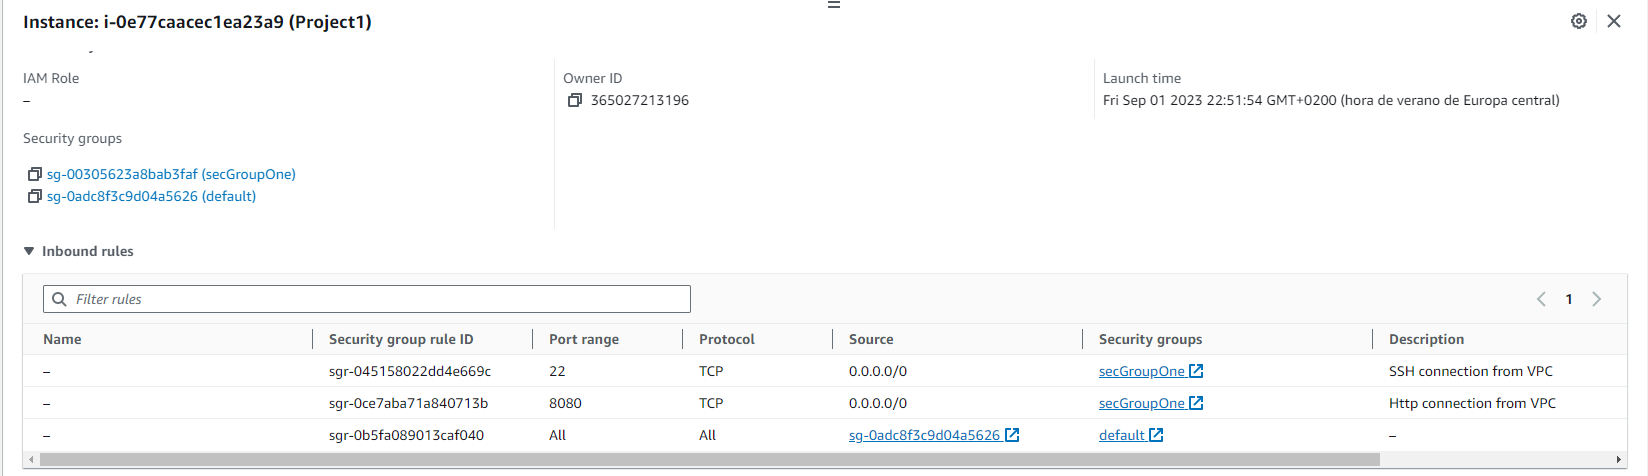 Instance: i-0e77caacec1ea23a9 (Project1)
IAM Role
–
Owner ID
365027213196
Launch time
Fri Sep 01 2023 22:51:54 GMT+0200 (hora de verano de Europa central)
Security groups
sg-00305623a8bab3faf (secGroupOne)
sg-0adc8f3c9d04a5626 (default)
Inbound rules
Filter rules
1
Name Security group rule ID Port range Protocol Source Security groups Description
– sgr-045158022dd4e669c 22 TCP 0.0.0.0/0 secGroupOne SSH connection from VPC
– sgr-0ce7aba71a840713b 8080 TCP 0.0.0.0/0 secGroupOne Http connection from VPC
– sgr-0b5fa089013caf040 All All sg-0adc8f3c9d04a5626 default –